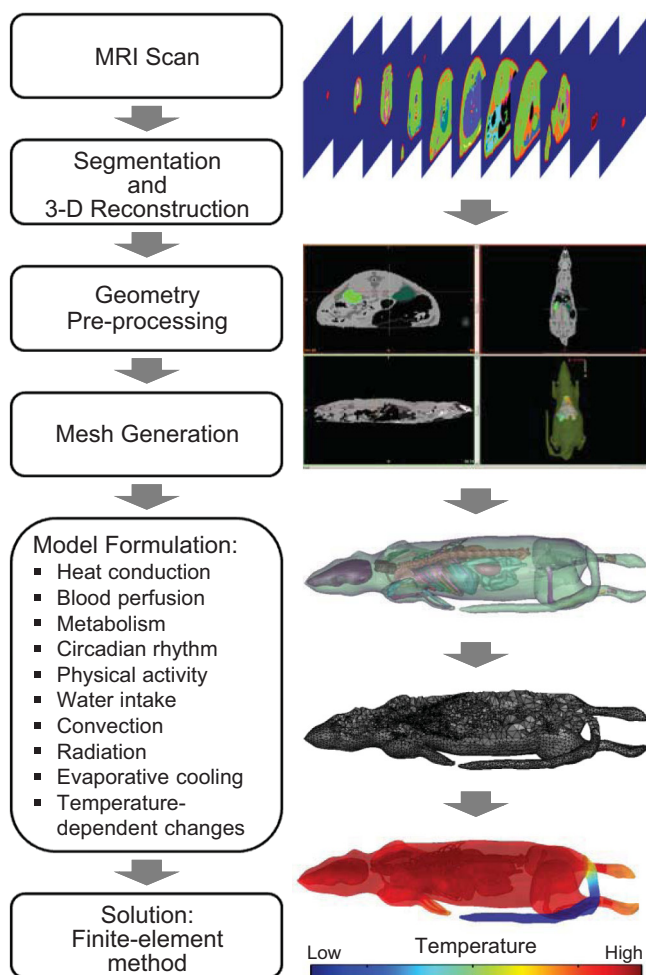 MRI Scan
Segmentation
and
3-D Reconstruction
Geometry
Pre-processing
Mesh Generation
Model Formulation:
▪ Heat conduction
▪ Blood perfusion
▪ Metabolism
▪ Circadian rhythm
▪ Physical activity
▪ Water intake
▪ Convection
▪ Radiation
▪ Evaporative cooling
▪ Temperature-
dependent changes
Solution:
Finite-element
method
Low
Temperature
High